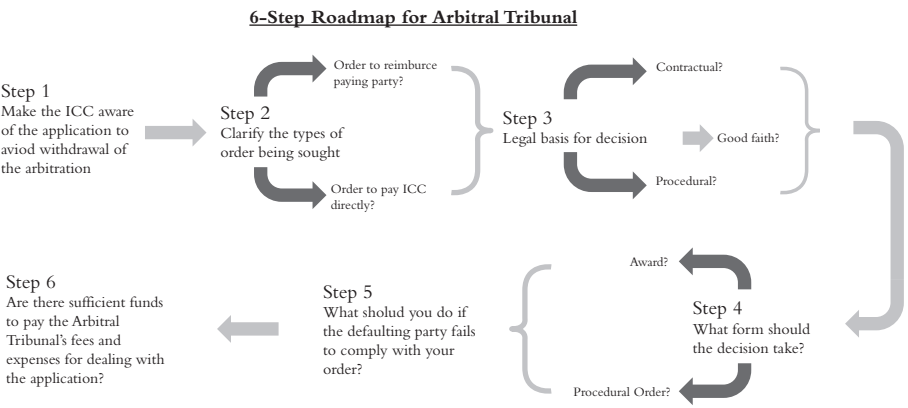 6-Step Roadmap for Arbitral Tribunal
Step 1
Make the ICC aware
of the application to
aviod withdrawal of
the arbitration
Step 2
Clarify the types of
order being sought
Order to reimburce
paying party?
Order to pay ICC
directly?
Step 3
Legal basis for decision
Contractual?
Good faith?
Procedural?
Step 4
What form should
the decision take?
Award?
Procedural Order?
Step 5
What sholud you do if
the defaulting party fails
to comply with your
order?
Step 6
Are there sufficient funds
to pay the Arbitral
Tribunal's fees and
expenses for dealing with
the application?